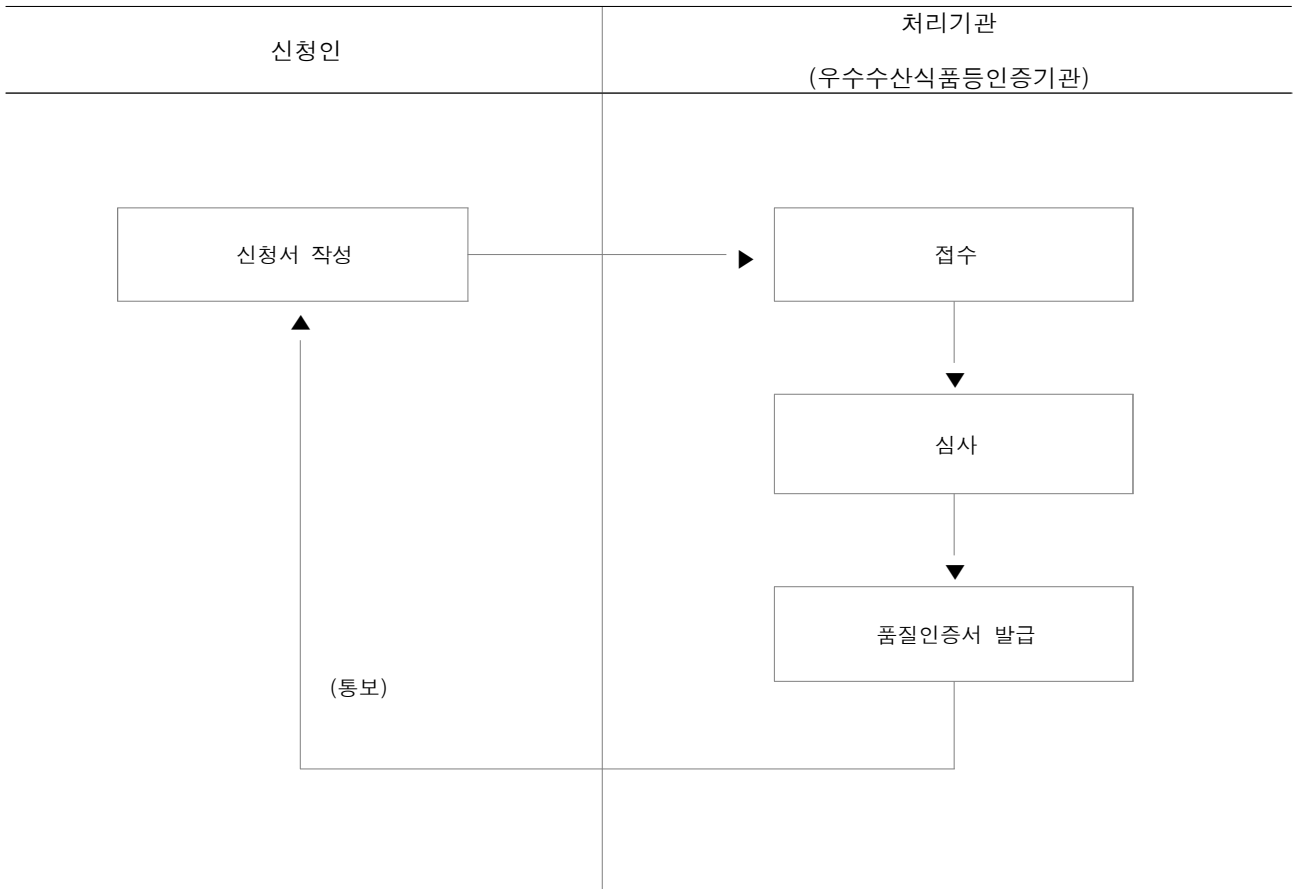 신청인
처리기관
(우수수산식품등인증기관)
신청서 작성
접수
심사
품질인증서 발급
(통보)